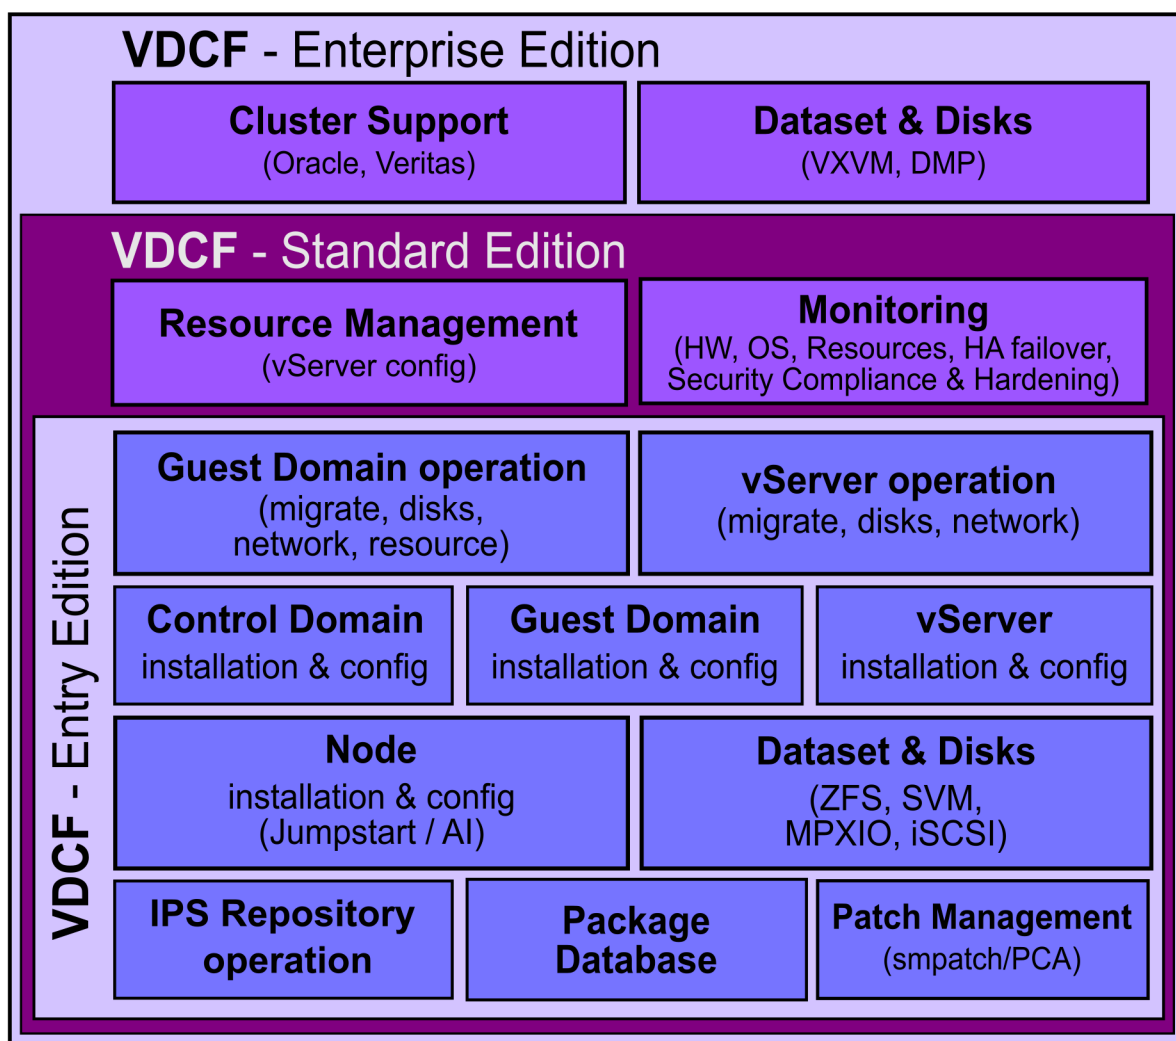 VDCF - Enterprise Edition
Cluster Support
(Oracle, Veritas)
Dataset & Disks
(VXVM, DMP)
VDCF - Standard Edition
Resource Management
(vServer config)
Monitoring
(HW, OS, Resources, HA failover,
Security Compliance & Hardening)
VDCF - Entry Edition
Guest Domain operation
(migrate, disks,
network, resource)
vServer operation
(migrate, disks, network)
Control Domain
installation & config
Guest Domain
installation & config
vServer
installation & config
Node
installation & config
(Jumpstart / AI)
Dataset & Disks
(ZFS, SVM,
MPXIO, iSCSI)
IPS Repository
operation
Package
Database
Patch Management
(smpatch/PCA)